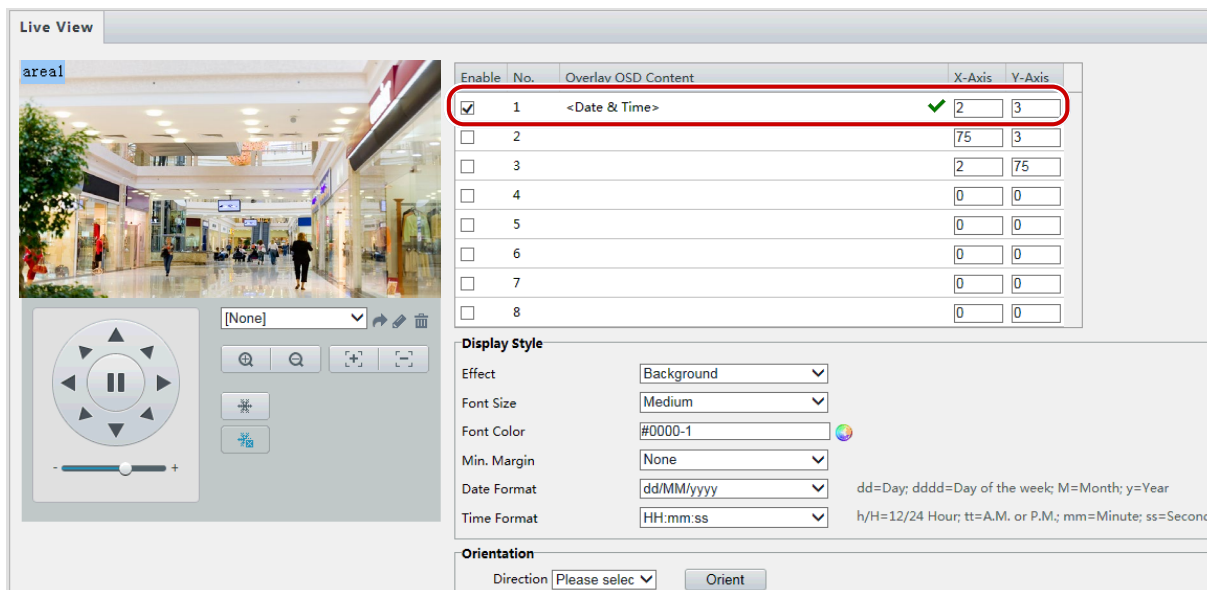 Live View
area1
Enable No. Overlay OSD Content X-Axis Y-Axis
1 <Date & Time> 2 3
2 75 3
3 2 75
4 0 0
5 0 0
6 0 0
7 0 0
8 0 0
[None]
- +
Display Style
Effect Background
Font Size Medium
Font Color #0000-1
Min. Margin None
Date Format dd/MM/yyyy dd=Day; dddd=Day of the week; M=Month; y=Year
Time Format HH:mm:ss h/H=12/24 Hour; tt=A.M. or P.M.; mm=Minute; ss=Second
Orientation
Direction Please selec Orient